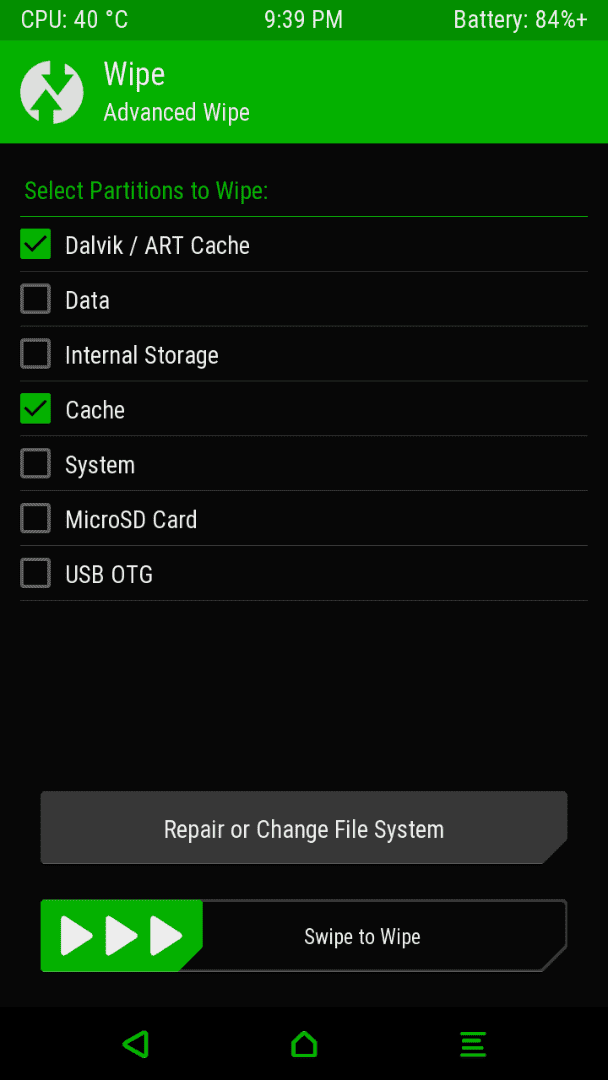 CPU: 40 °C 9:39 PM Battery: 84%+
Wipe
Advanced Wipe
Select Partitions to Wipe:
Dalvik / ART Cache
Data
Internal Storage
Cache
System
MicroSD Card
USB OTG
Repair or Change File System
Swipe to Wipe